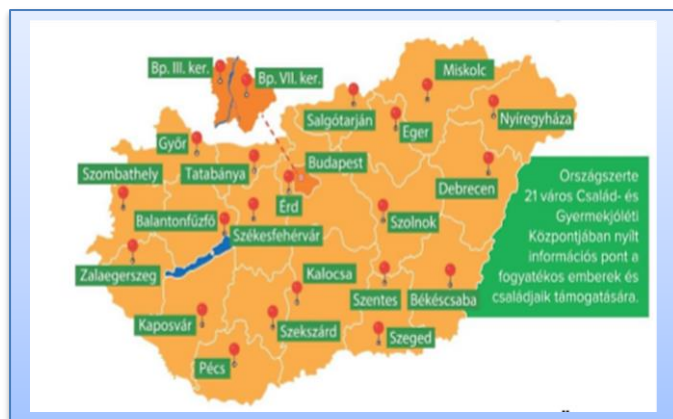 Bp. III. ker.
Bp. VII. ker.
Miskolc
Salgótarján
Eger
Nyíregyháza
Győr
Tatabánya
Budapest
Szombathely
Debrecen
Érd
Balantonfűzfő
Székesfehérvár
Szolnok
Zalaegerszeg
Kalocsa
Szentes
Békéscsaba
Kaposvár
Szekszárd
Szeged
Pécs
Országszerte
21 város Család- és
Gyermekjóléti
Központjában nyílt
információs pont a
fogyatékos emberek és
családjaik támogatására.